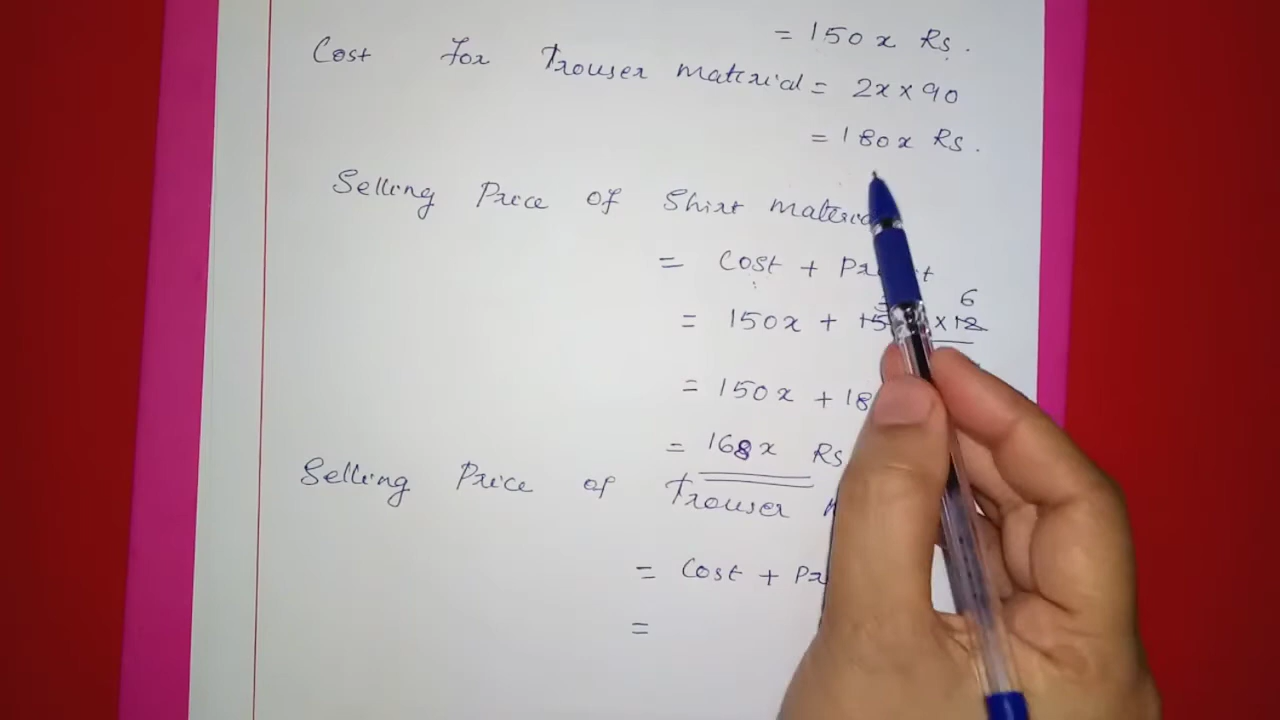 = 150x Rs.
Cost for Trouser material = 2x × 90
= 180x Rs.
Selling Price of Shirt
= Cost +
= 150x + × 12
6
= 150x + 18
= 168x Rs
Selling Price of Trouser
= Cost +
=